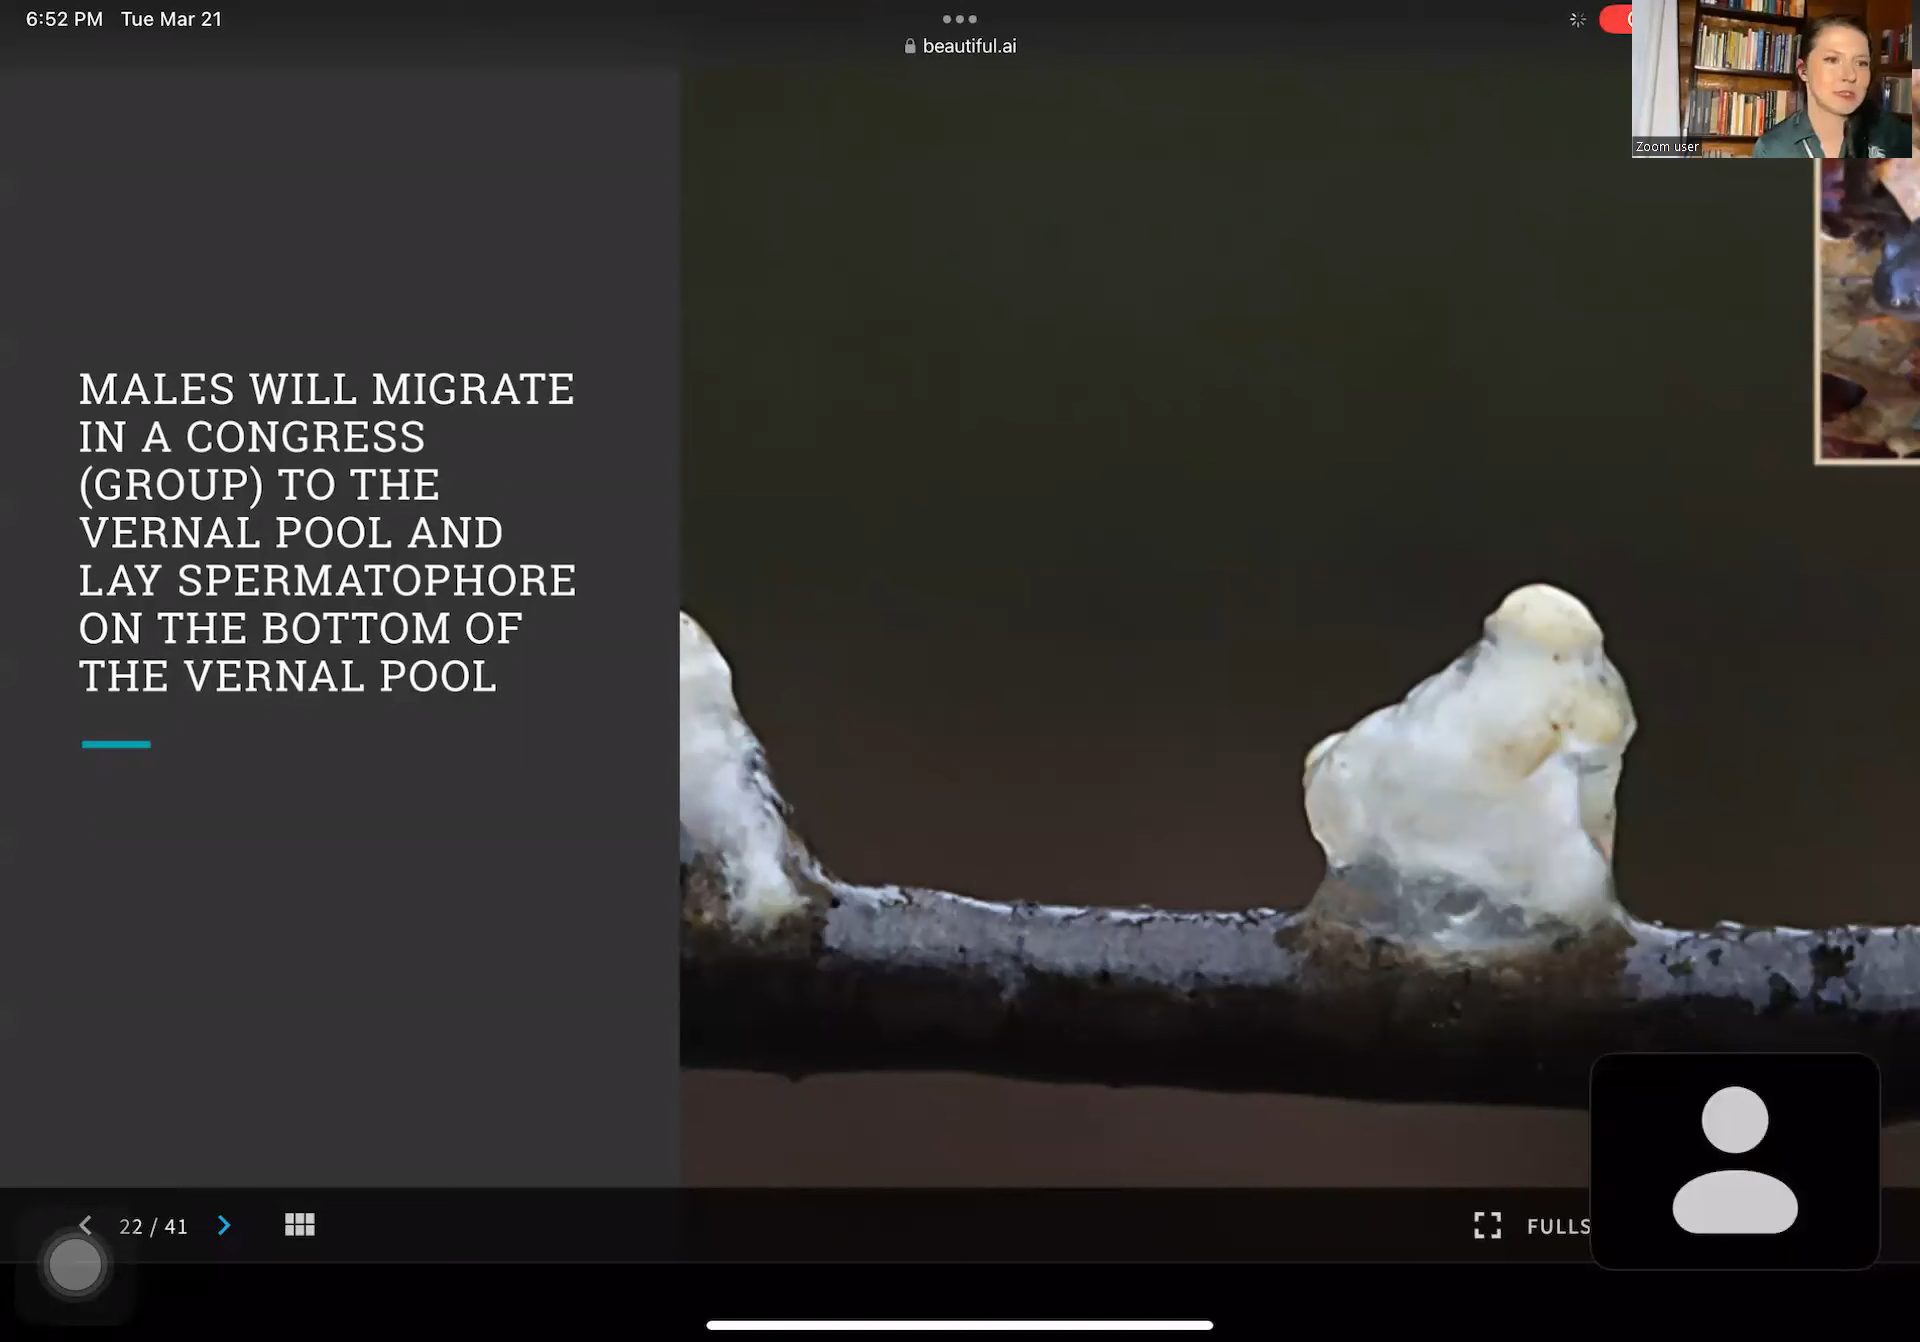 6:52 PM Tue Mar 21
beautiful.ai
Zoom user
MALES WILL MIGRATE
IN A CONGRESS
(GROUP) TO THE
VERNAL POOL AND
LAY SPERMATOPHORE
ON THE BOTTOM OF
THE VERNAL POOL
22 / 41